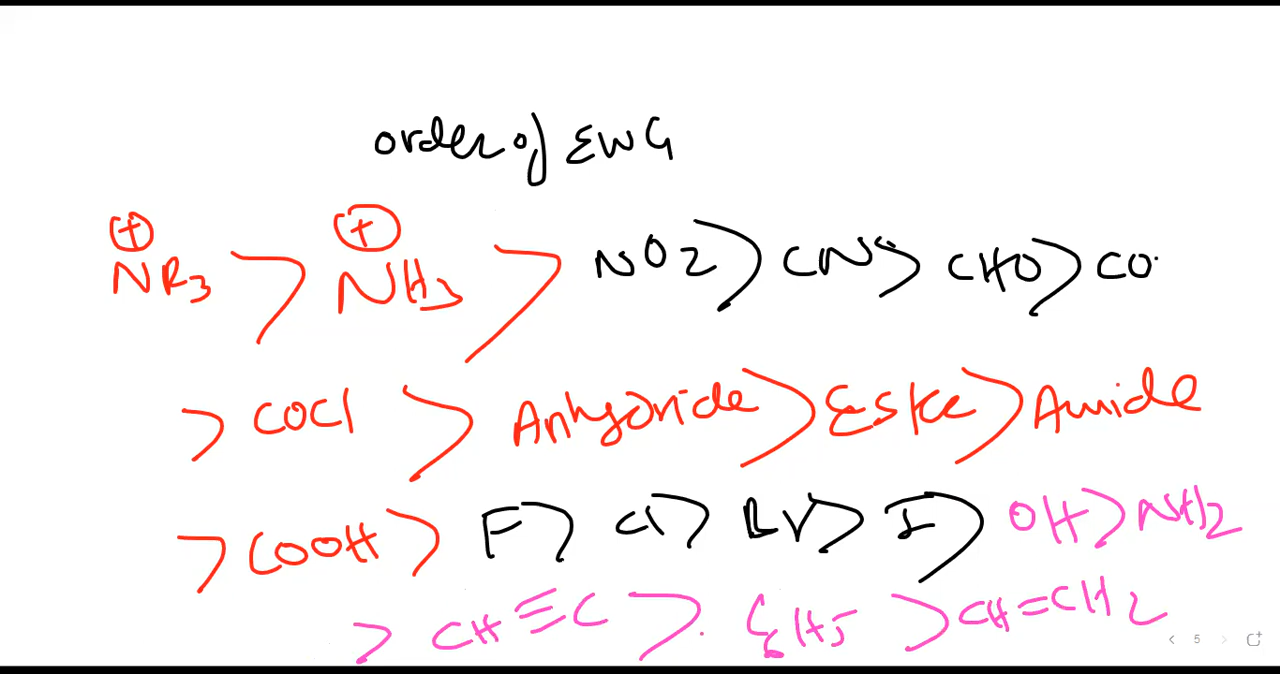 order of EWG
⊕ ⊕
NR3 > NH3 > NO2 > CN > CHO > CO
> COCl > Anhydride > Ester > Amide
> COOH > F > Cl > Br > I > OH > NH2
> CH≡C > C6H5 > CH=CH2
5